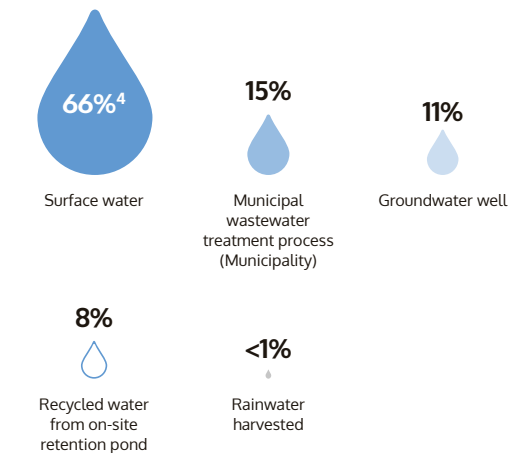 66%4
Surface water
15%
Municipal
wastewater
treatment process
(Municipality)
11%
Groundwater well
8%
Recycled water
from on-site
retention pond
<1%
Rainwater
harvested